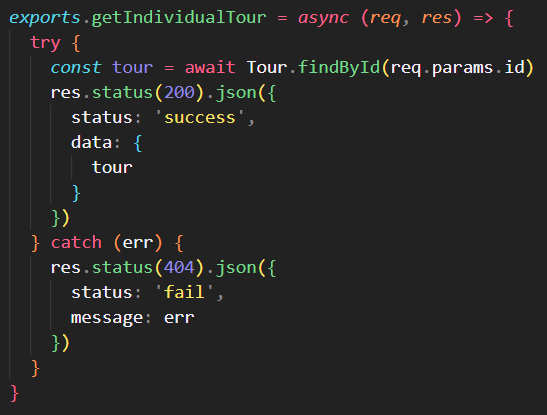 exports.getIndividualTour = async (req, res) => {
  try {
    const tour = await Tour.findById(req.params.id)
    res.status(200).json({
      status: 'success',
      data: {
        tour
      }
    })
  } catch (err) {
    res.status(404).json({
      status: 'fail',
      message: err
    })
  }
}